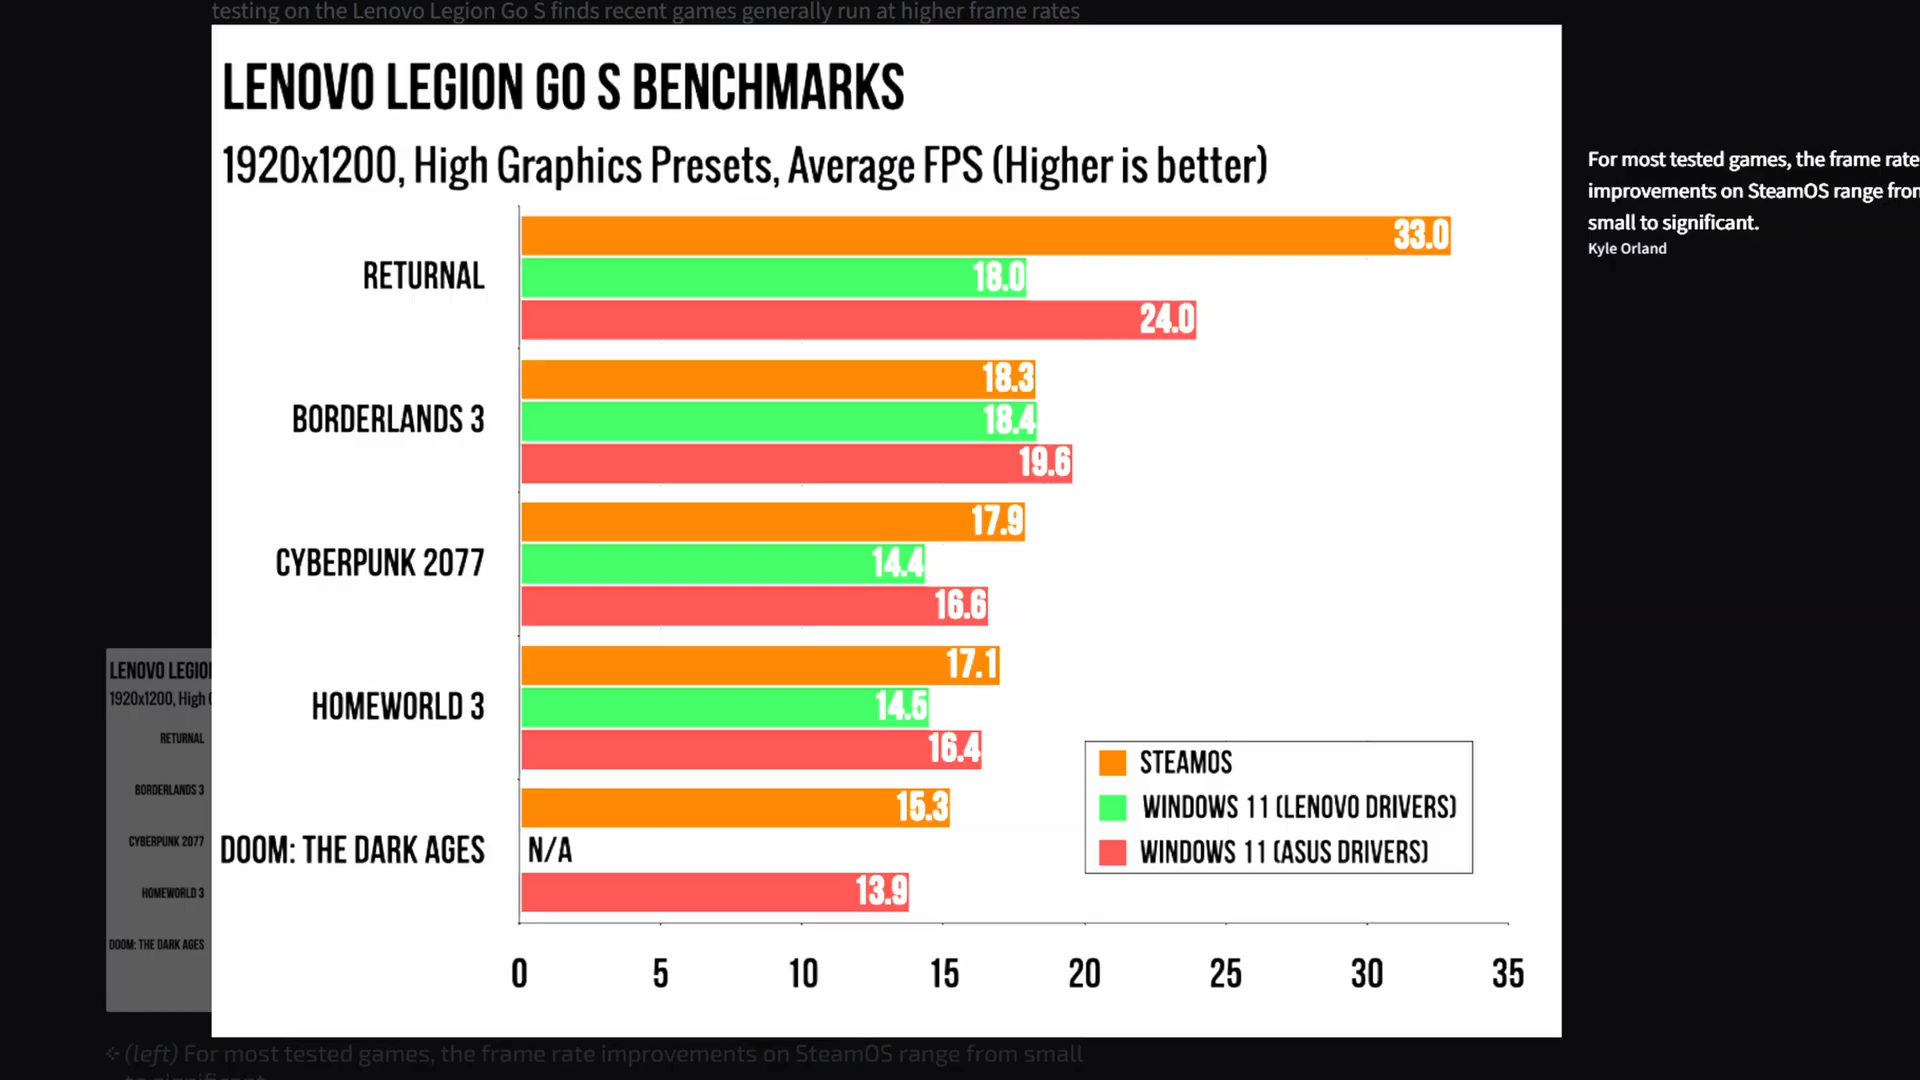 testing on the Lenovo Legion Go S finds recent games generally run at higher frame rates
LENOVO LEGION GO S BENCHMARKS
1920x1200, High Graphics Presets, Average FPS (Higher is better)
RETURNAL
33.0
18.0
24.0
BORDERLANDS 3
18.3
18.4
19.6
CYBERPUNK 2077
17.9
14.4
16.6
HOMEWORLD 3
17.1
14.5
16.4
DOOM: THE DARK AGES
15.3
N/A
13.9
STEAMOS
WINDOWS 11 (LENOVO DRIVERS)
WINDOWS 11 (ASUS DRIVERS)
0 5 10 15 20 25 30 35
For most tested games, the frame rate
improvements on SteamOS range from
small to significant.
Kyle Orland
LENOVO LEGIO
1920x1200, High
RETURNAL
BORDERLANDS 3
CYBERPUNK 2077
HOMEWORLD 3
DOOM: THE DARK AGES
(left) For most tested games, the frame rate improvements on SteamOS range from small
to significant